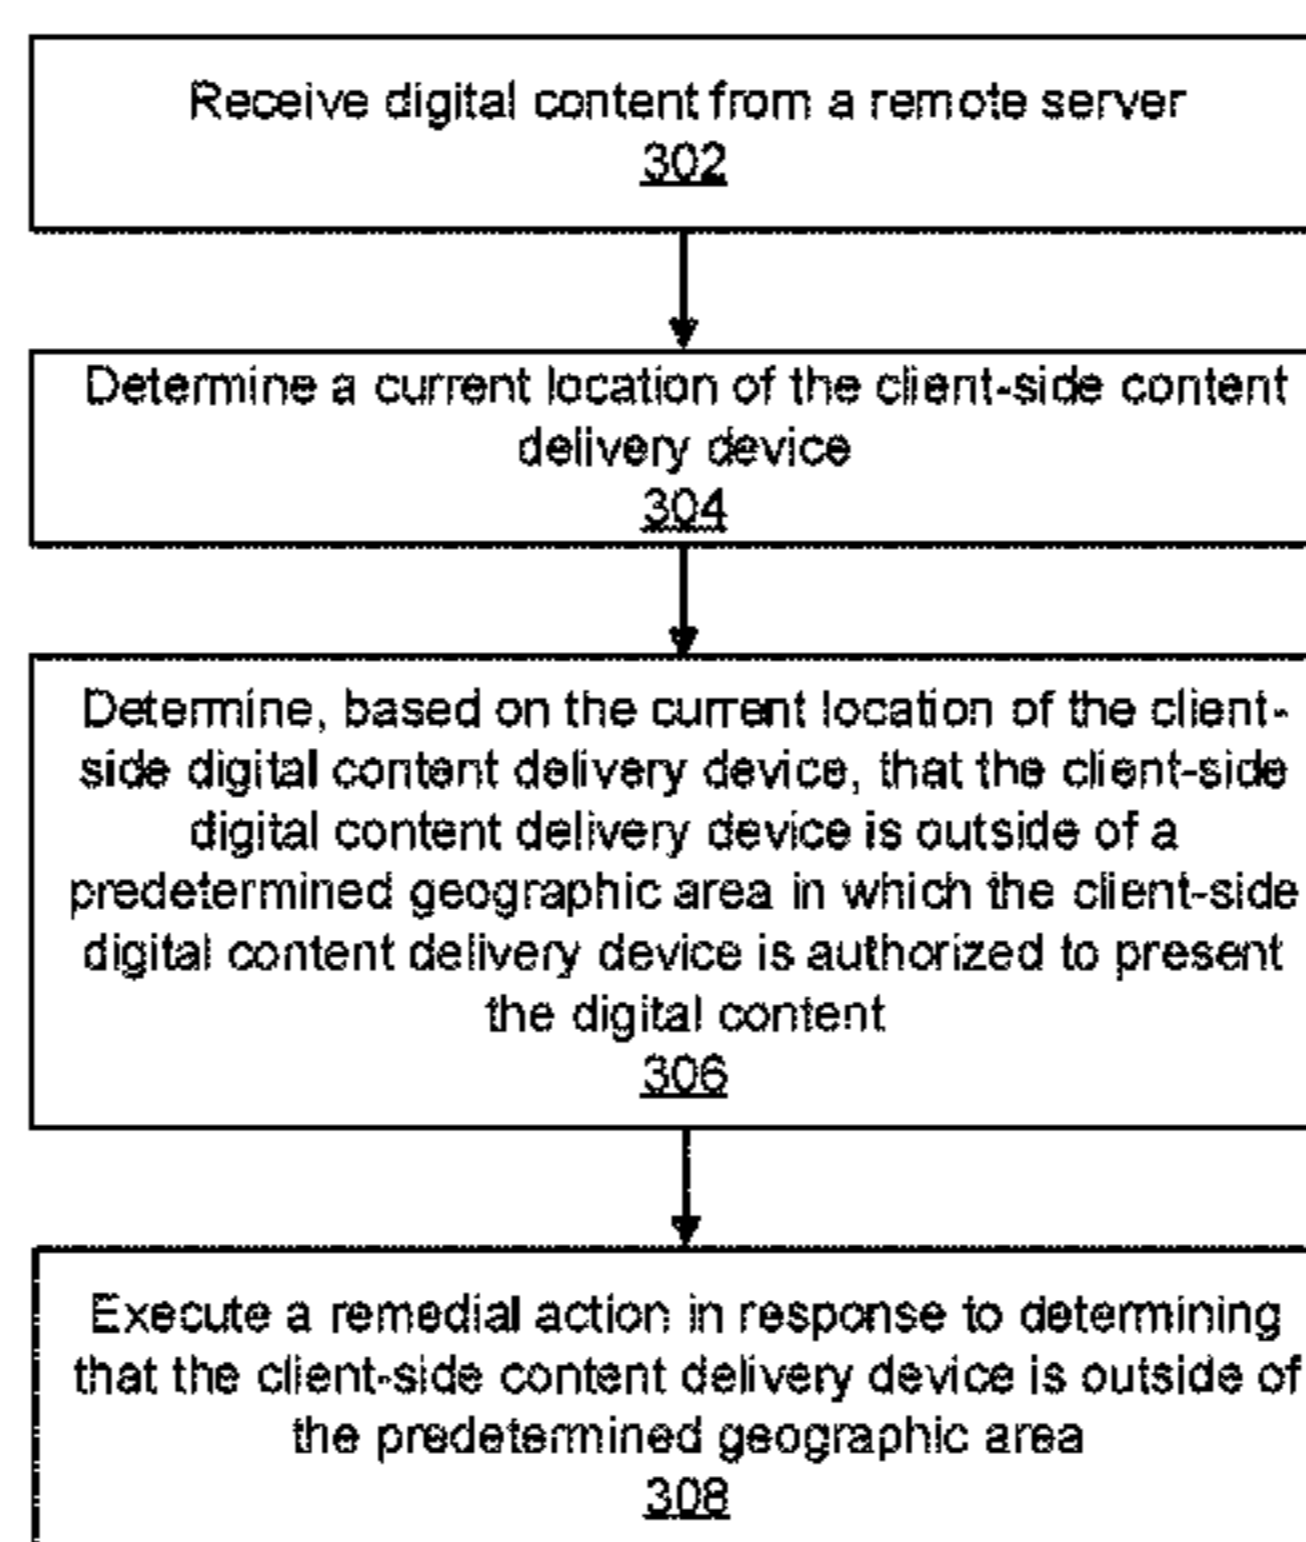 Receive digital content from a remote server
302
Determine a current location of the client-side content
delivery device
304
Determine, based on the current location of the client-
side digital content delivery device, that the client-side
digital content delivery device is outside of a
predetermined geographic area in which the client-side
digital content delivery device is authorized to present
the digital content
306
Execute a remedial action in response to determining
that the client-side content delivery device is outside of
the predetermined geographic area
308